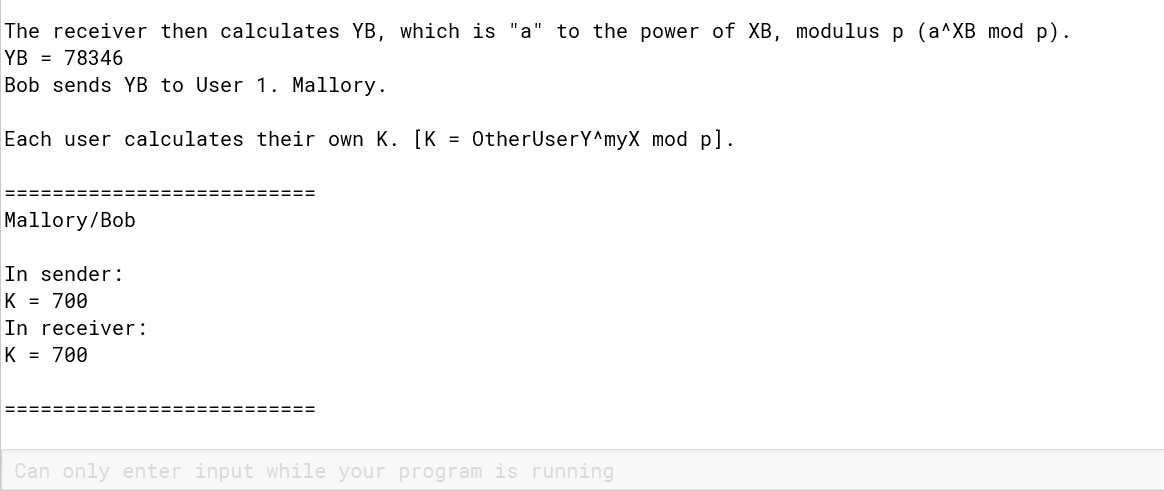 The receiver then calculates YB, which is "a" to the power of XB, modulus p (a^XB mod p).
YB = 78346
Bob sends YB to User 1. Mallory.
Each user calculates their own K. [K = OtherUserY^myX mod p].
==========================
Mallory/Bob
In sender:
K = 700
In receiver:
K = 700
==========================
Can only enter input while your program is running